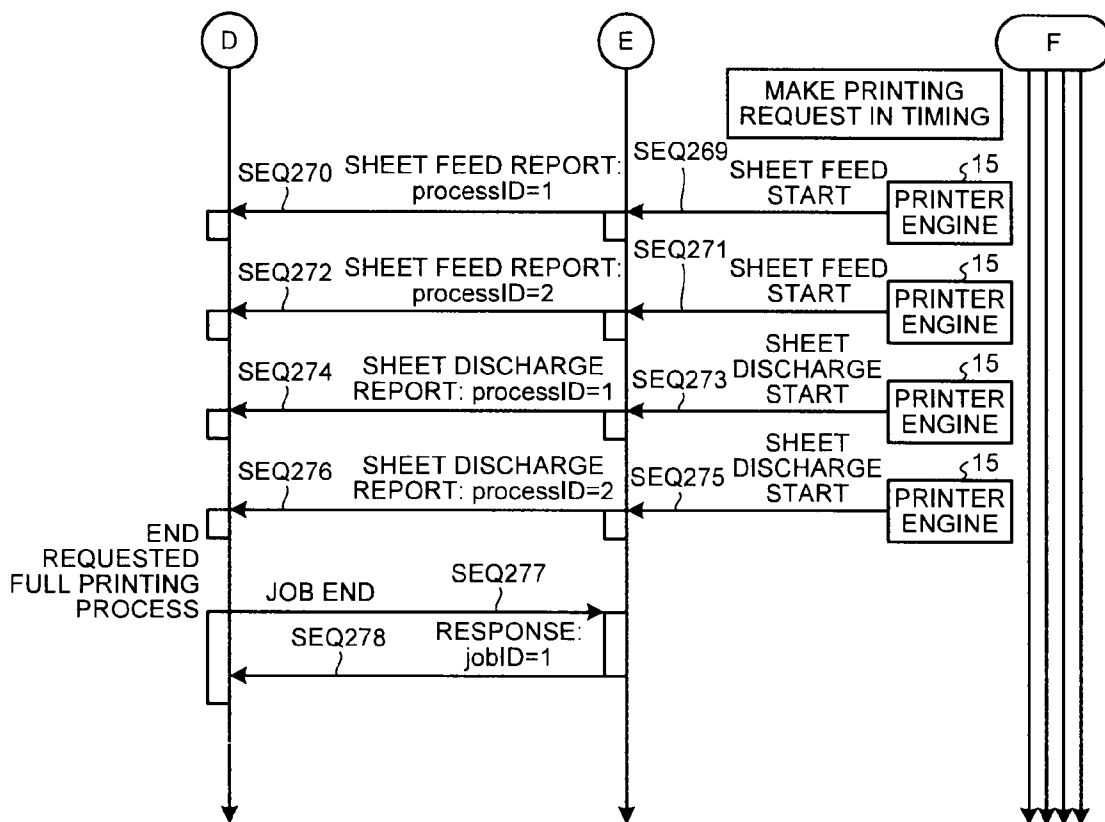 D
E
F
MAKE PRINTING
REQUEST IN TIMING
SEQ270
SHEET FEED REPORT:
processID=1
SEQ269
SHEET FEED
START
15
PRINTER
ENGINE
SEQ272
SHEET FEED REPORT:
processID=2
SEQ271
SHEET FEED
START
15
PRINTER
ENGINE
SEQ274
SHEET DISCHARGE
REPORT: processID=1
SEQ273
SHEET
DISCHARGE
START
15
PRINTER
ENGINE
SEQ276
SHEET DISCHARGE
REPORT: processID=2
SEQ275
SHEET
DISCHARGE
START
15
PRINTER
ENGINE
END
REQUESTED
FULL PRINTING
PROCESS
JOB END
SEQ277
SEQ278
RESPONSE:
jobID=1